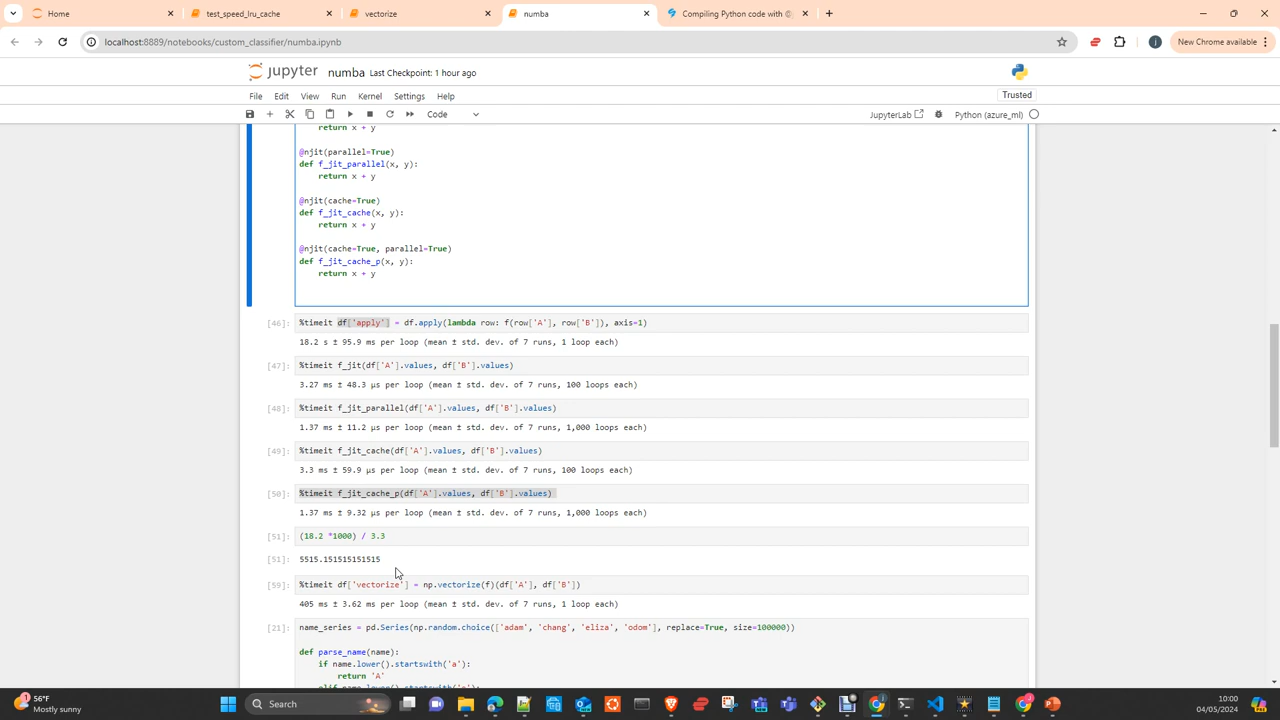 Home
test_speed_lru_cache
vectorize
numba
Compiling Python code with @j
localhost:8889/notebooks/custom_classifier/numba.ipynb
New Chrome available
jupyter numba Last Checkpoint: 1 hour ago
File Edit View Run Kernel Settings Help
Trusted
Code
JupyterLab
Python (azure_ml)
return x + y
@njit(parallel=True)
def f_jit_parallel(x, y):
return x + y
@njit(cache=True)
def f_jit_cache(x, y):
return x + y
@njit(cache=True, parallel=True)
def f_jit_cache_p(x, y):
return x + y
[46]: %timeit df['apply'] = df.apply(lambda row: f(row['A'], row['B']), axis=1)
18.2 s ± 95.9 ms per loop (mean ± std. dev. of 7 runs, 1 loop each)
[47]: %timeit f_jit(df['A'].values, df['B'].values)
3.27 ms ± 48.3 µs per loop (mean ± std. dev. of 7 runs, 100 loops each)
[48]: %timeit f_jit_parallel(df['A'].values, df['B'].values)
1.37 ms ± 11.2 µs per loop (mean ± std. dev. of 7 runs, 1,000 loops each)
[49]: %timeit f_jit_cache(df['A'].values, df['B'].values)
3.3 ms ± 59.9 µs per loop (mean ± std. dev. of 7 runs, 100 loops each)
[50]: %timeit f_jit_cache_p(df['A'].values, df['B'].values)
1.37 ms ± 9.32 µs per loop (mean ± std. dev. of 7 runs, 1,000 loops each)
[51]: (18.2 *1000) / 3.3
[51]: 5515.151515151515
[59]: %timeit df['vectorize'] = np.vectorize(f)(df['A'], df['B'])
405 ms ± 3.62 ms per loop (mean ± std. dev. of 7 runs, 1 loop each)
[21]: name_series = pd.Series(np.random.choice(['adam', 'chang', 'eliza', 'odom'], replace=True, size=100000))
def parse_name(name):
if name.lower().startswith('a'):
return 'A'
56°F
Mostly sunny
Search
10:00
04/05/2024